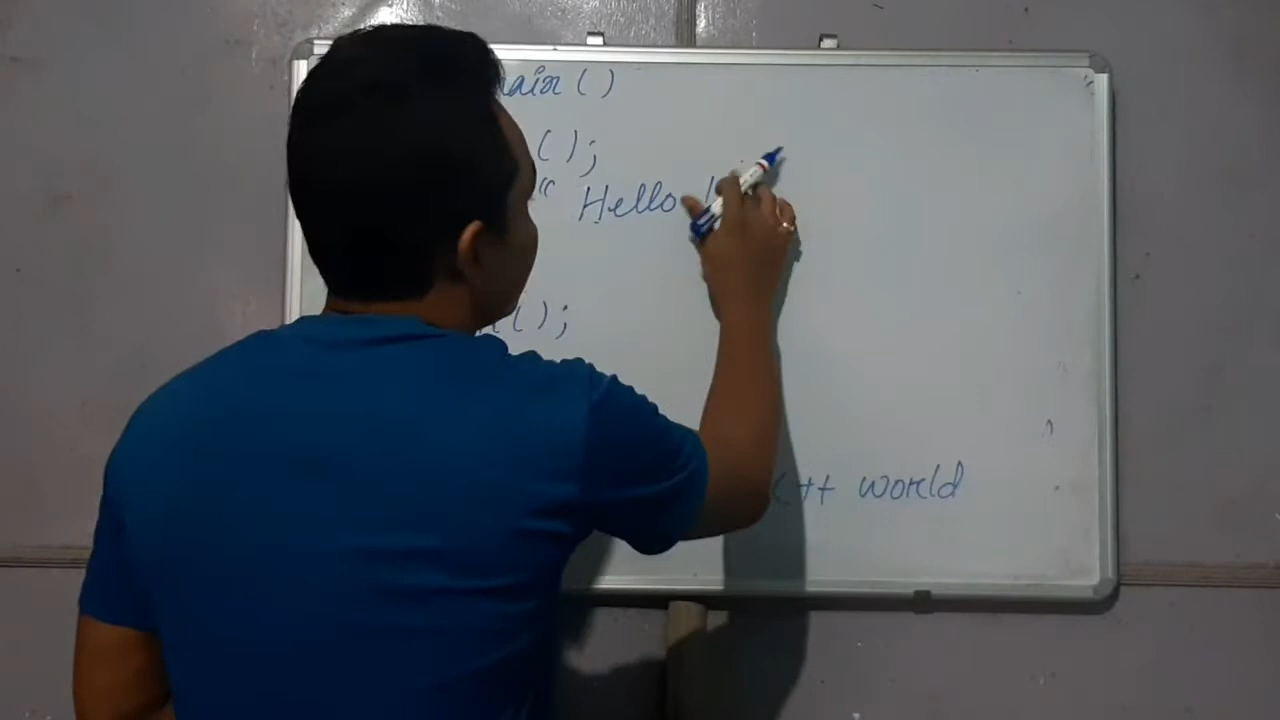 main ()
();
" Hello !
();
C++ world